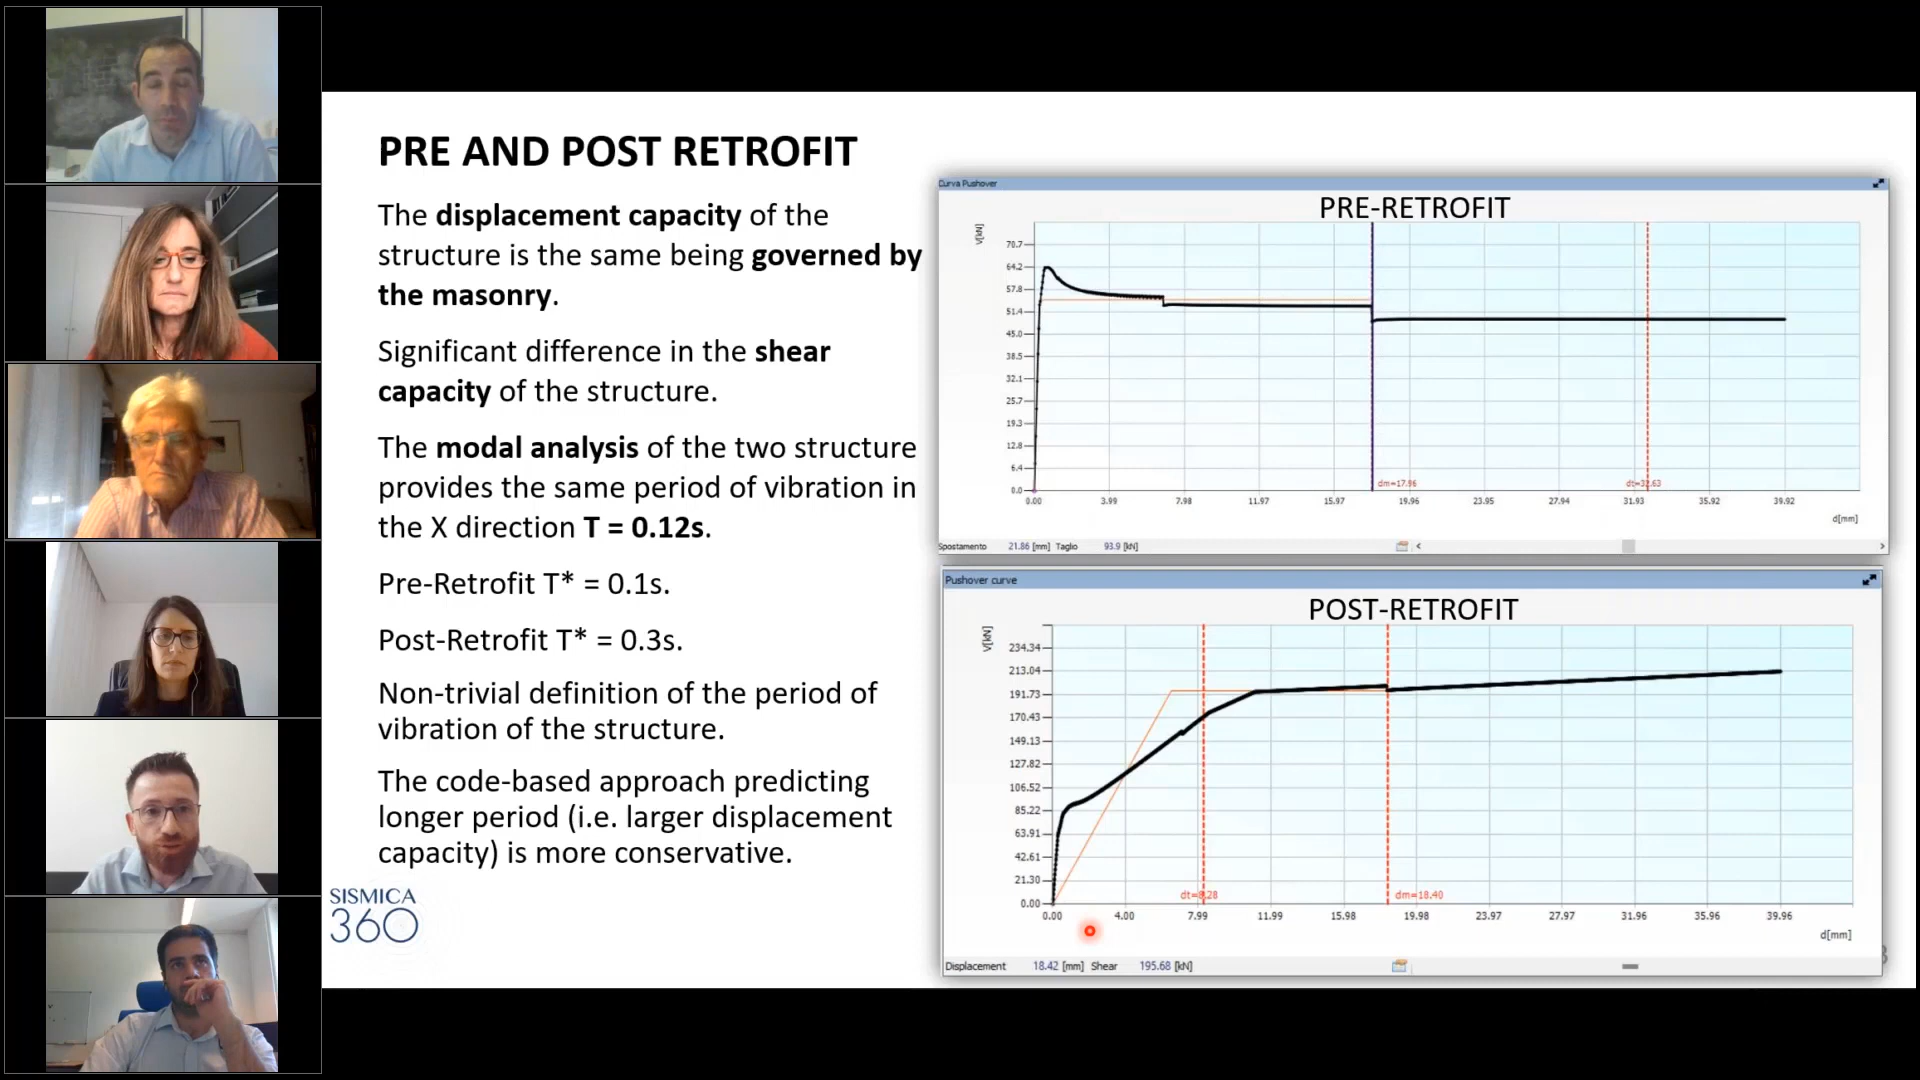 PRE AND POST RETROFIT
The displacement capacity of the
structure is the same being governed by
the masonry.
Significant difference in the shear
capacity of the structure.
The modal analysis of the two structure
provides the same period of vibration in
the X direction T = 0.12s.
Pre-Retrofit T* = 0.1s.
Post-Retrofit T* = 0.3s.
Non-trivial definition of the period of
vibration of the structure.
The code-based approach predicting
longer period (i.e. larger displacement
capacity) is more conservative.
SISMICA
360
Curva Pushover
PRE-RETROFIT
V[kN]
70.7
64.2
57.8
51.4
45.0
38.5
32.1
25.7
19.3
12.8
6.4
0.0
dm=17.96
dt=32.63
0.00 3.99 7.98 11.97 15.97 19.96 23.95 27.94 31.93 35.92 39.92
d[mm]
Spostamento 21.86 [mm] Taglio 93.9 [kN]
Pushover curve
POST-RETROFIT
V[kN]
234.34
213.04
191.73
170.43
149.13
127.82
106.52
85.22
63.91
42.61
21.30
0.00
dt=8.28
dm=18.40
0.00 4.00 7.99 11.99 15.98 19.98 23.97 27.97 31.96 35.96 39.96
d[mm]
Displacement 18.42 [mm] Shear 195.68 [kN]